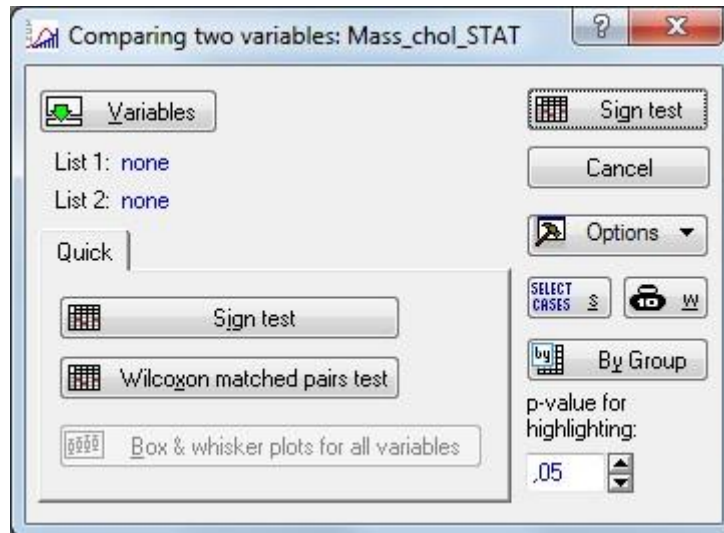 Comparing two variables: Mass_chol_STAT
?
X
Variables
List 1: none
List 2: none
Quick
Sign test
Wilcoxon matched pairs test
Box & whisker plots for all variables
Sign test
Cancel
Options
SELECT CASES S
W
By Group
p-value for
highlighting:
,05